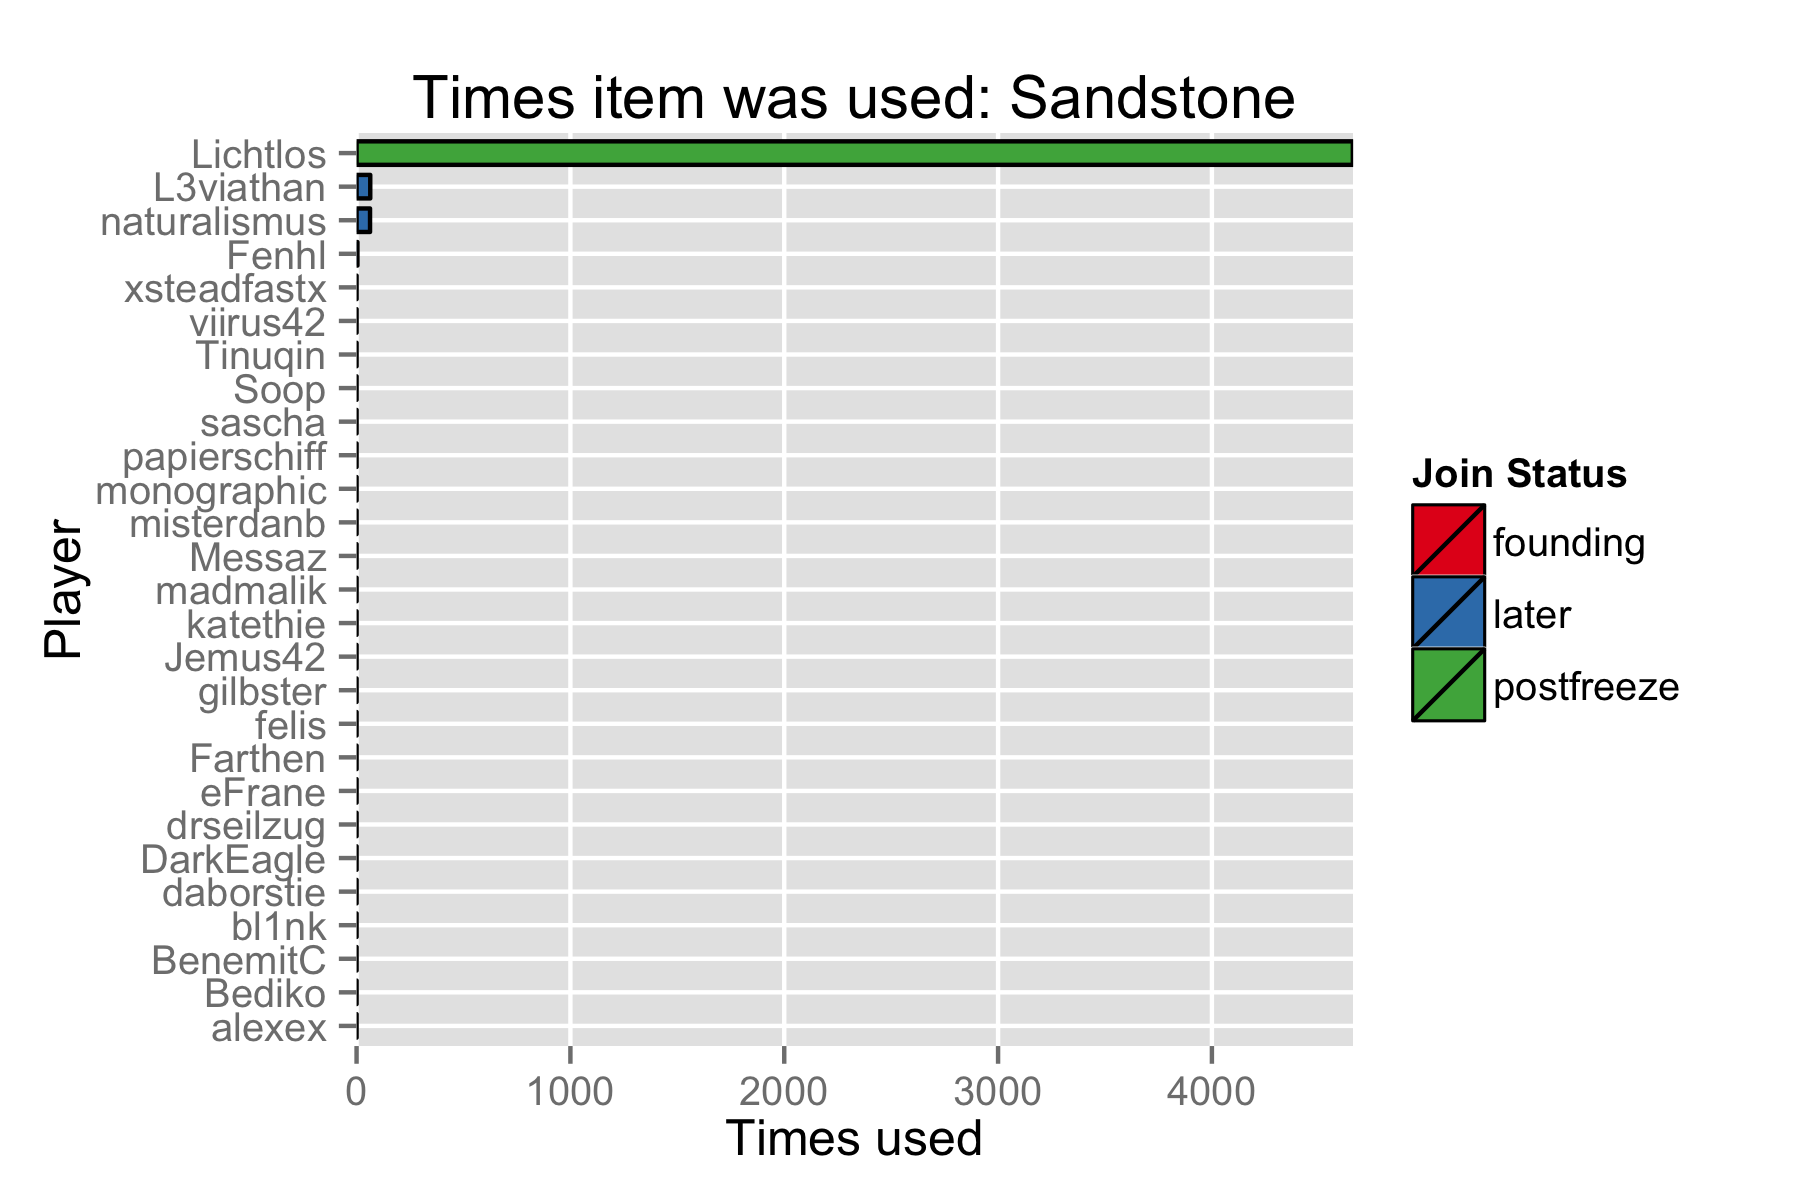 Times item was used: Sandstone
Lichtlos
L3viathan
naturalismus
Fenhl
xsteadfastx
viirus42
Tinuqin
Soop
sascha
papierschiff
monographic
misterdanb
Messaz
madmalik
katethie
Jemus42
gilbster
felis
Farthen
eFrane
drseilzug
DarkEagle
daborstie
bl1nk
BenemitC
Bediko
alexex
Player
0 1000 2000 3000 4000
Times used
Join Status
founding
later
postfreeze